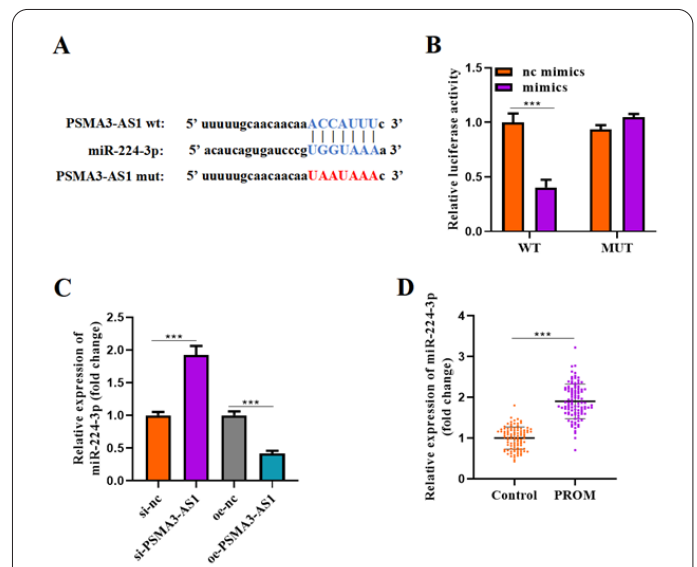 A
PSMA3-AS1 wt: 5’ uuuuugcaacaacaaACCAUUUc 3’
miR-224-3p: 5’ acaucagugaucccgUGGUAAAa 3’
PSMA3-AS1 mut: 5’ uuuuugcaacaacaaUAAUAAAc 3’
B
Relative luciferase activity
1.5
1.0
0.5
0.0
nc mimics
mimics
***
WT MUT
C
Relative expression of
miR-224-3p (fold change)
2.5
2.0
1.5
1.0
0.5
0.0
***
***
si-nc
si-PSMA3-AS1
oe-nc
oe-PSMA3-AS1
D
Relative expression of miR-224-3p
(fold change)
4
3
2
1
0
***
Control PROM